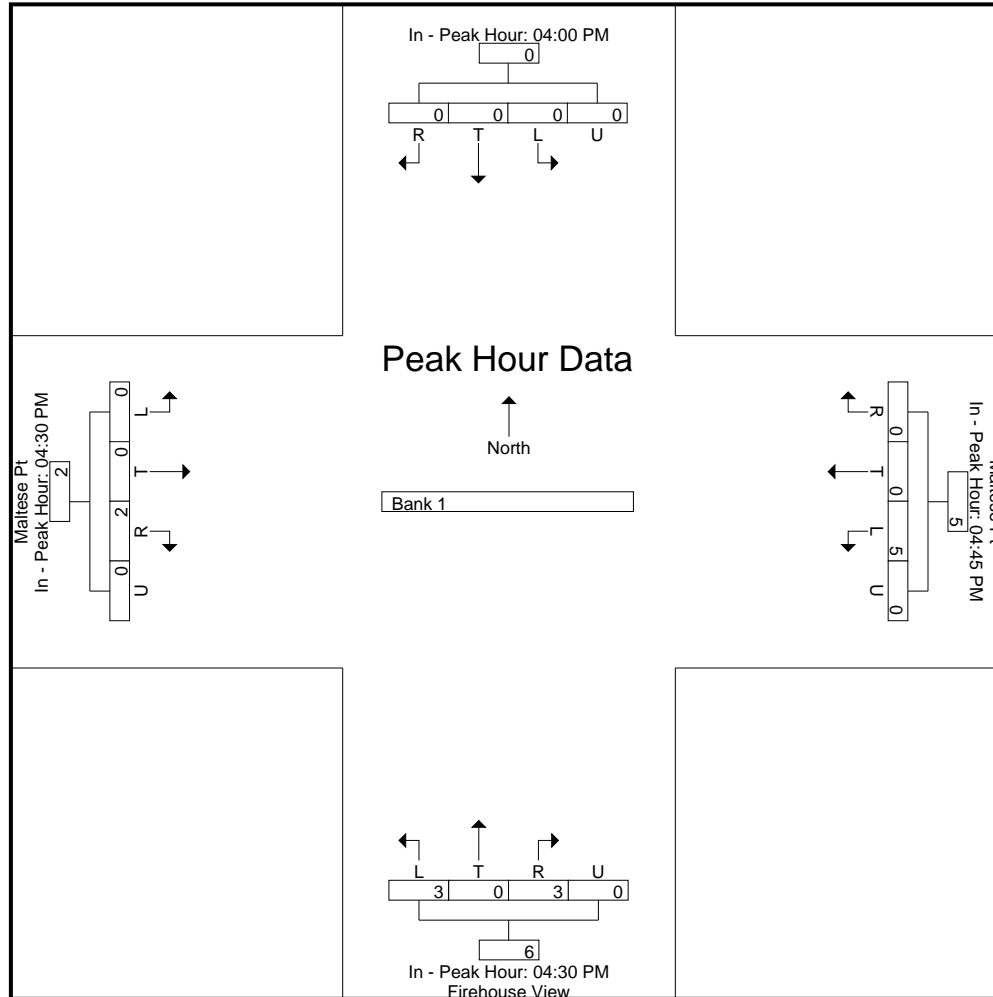 In - Peak Hour: 04:00 PM
0
0 0 0 0
R T L U
Peak Hour Data
North
Bank 1
Maltese Pt
In - Peak Hour: 04:30 PM
2
0 0 2 0
L T R U
R T L U
0 0 5 0
5
In - Peak Hour: 04:45 PM
L T R U
3 0 3 0
6
In - Peak Hour: 04:30 PM
Firehouse View